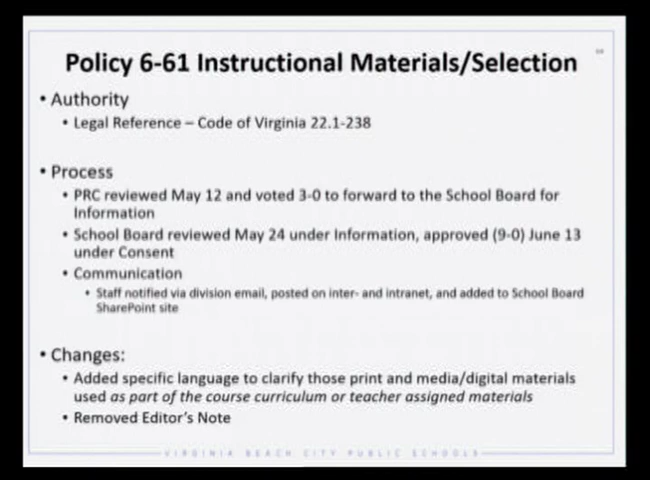 Policy 6-61 Instructional Materials/Selection
• Authority
• Legal Reference – Code of Virginia 22.1-238
• Process
• PRC reviewed May 12 and voted 3-0 to forward to the School Board for
Information
• School Board reviewed May 24 under Information, approved (9-0) June 13
under Consent
• Communication
• Staff notified via division email, posted on inter- and intranet, and added to School Board
SharePoint site
• Changes:
• Added specific language to clarify those print and media/digital materials
used as part of the course curriculum or teacher assigned materials
• Removed Editor's Note
VIRGINIA BEACH CITY PUBLIC SCHOOLS